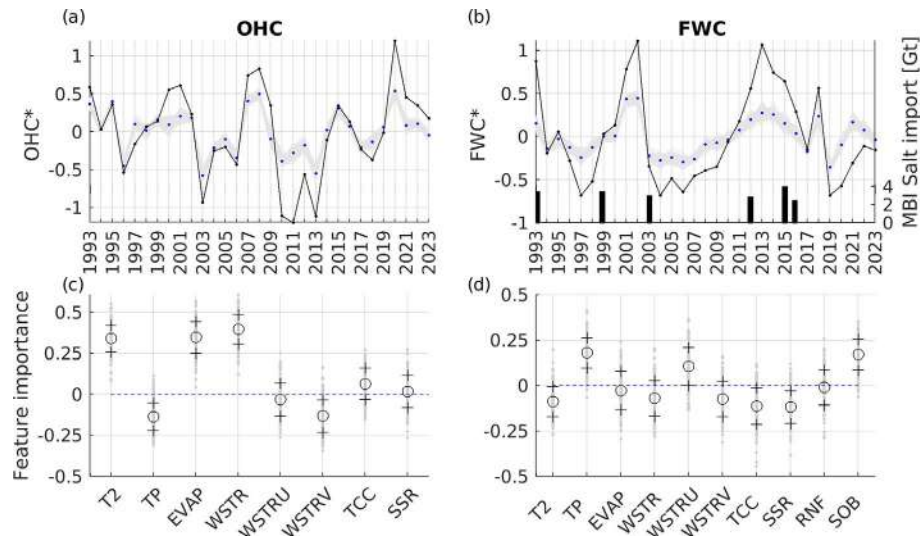 (a)
OHC
(b)
FWC
1
0.5
0
-0.5
-1
OHC*
1
0.5
0
-0.5
-1
FWC*
4
2
0
MBI Salt import [Gt]
1993
1995
1997
1999
2001
2003
2005
2007
2009
2011
2013
2015
2017
2019
2021
2023
1993
1995
1997
1999
2001
2003
2005
2007
2009
2011
2013
2015
2017
2019
2021
2023
(c)
(d)
0.5
0.25
0
-0.25
-0.5
Feature importance
0.5
0.25
0
-0.25
-0.5
T2
TP
EVAP
WSTR
WSTRU
WSTRV
TCC
SSR
T2
TP
EVAP
WSTR
WSTRU
WSTRV
TCC
SSR
RNF
SOB